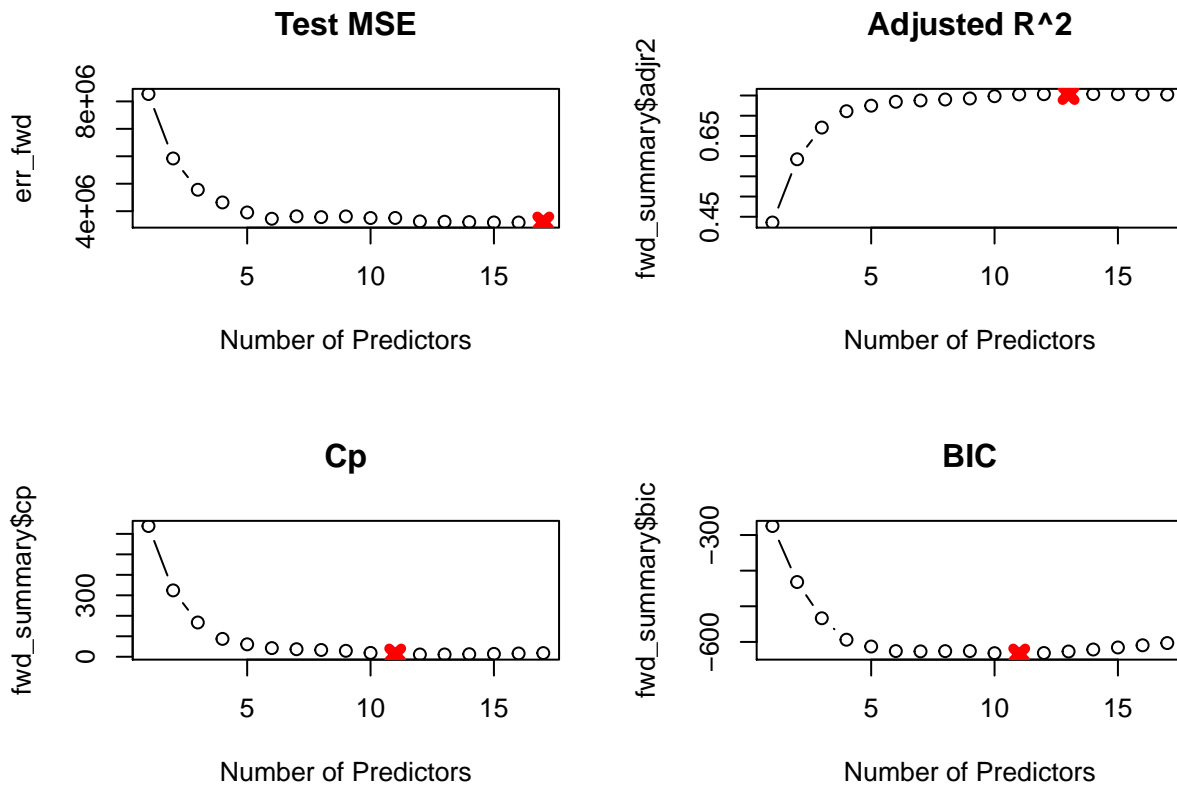 Test MSE
err_fwd
4e+06
8e+06
5
10
15
Number of Predictors
Adjusted R^2
fwd_summary$adjr2
0.45
0.65
5
10
15
Number of Predictors
Cp
fwd_summary$cp
0
300
5
10
15
Number of Predictors
BIC
fwd_summary$bic
−600
−300
5
10
15
Number of Predictors